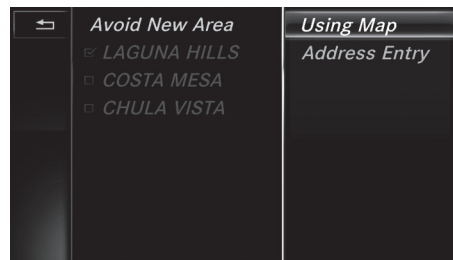 Avoid New Area
LAGUNA HILLS
COSTA MESA
CHULA VISTA
Using Map
Address Entry